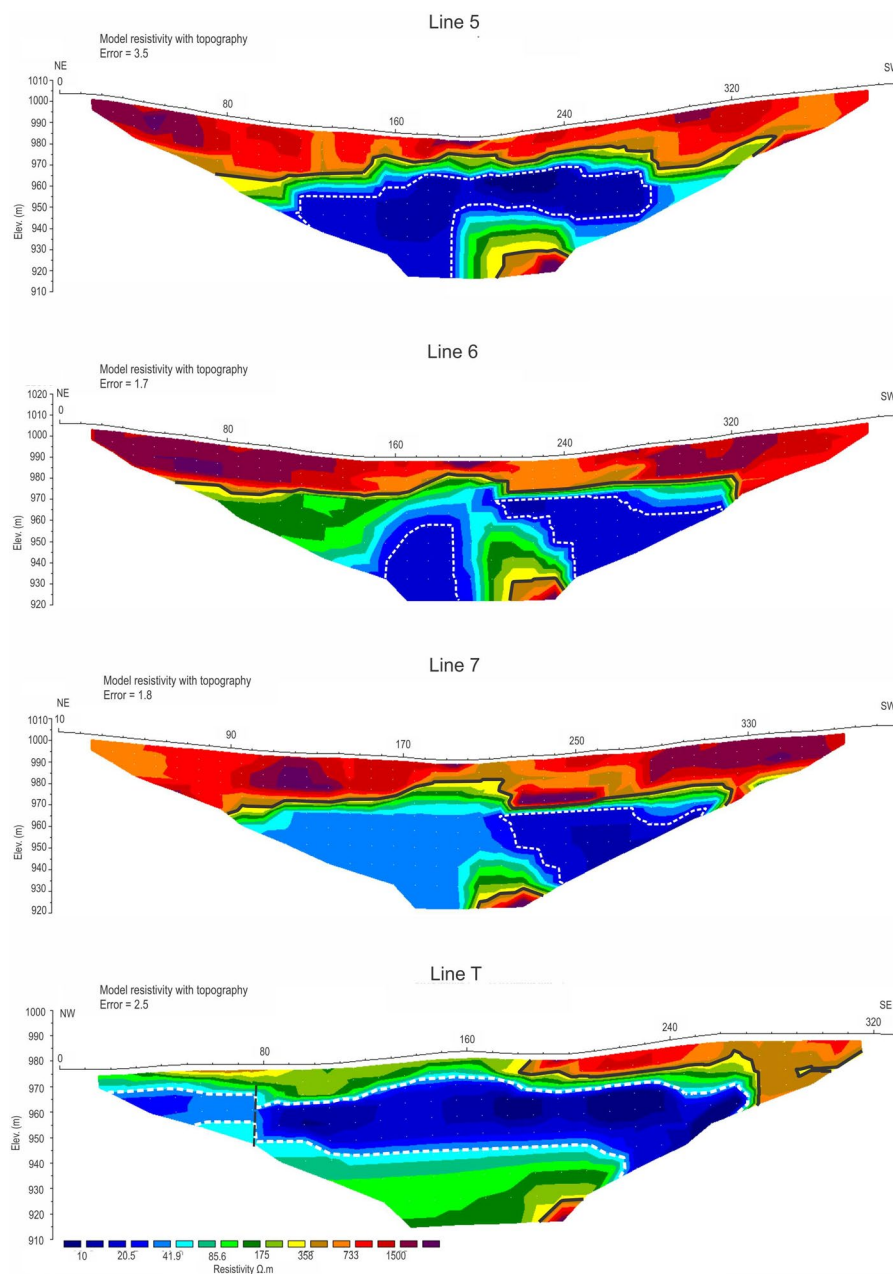 Line 5
Model resistivity with topography
Error = 3.5
NE
SW
0
80
160
240
320
1010
1000
990
980
970
960
950
940
930
920
910
Elev. (m)
Line 6
Model resistivity with topography
Error = 1.7
NE
SW
0
80
160
240
320
1020
1010
1000
990
980
970
960
950
940
930
920
Elev. (m)
Line 7
Model resistivity with topography
Error = 1.8
NE
SW
10
90
170
250
330
1010
1000
990
980
970
960
950
940
930
920
Elev. (m)
Line T
Model resistivity with topography
Error = 2.5
NW
SE
0
80
160
240
320
1000
990
980
970
960
950
940
930
920
910
Elev. (m)
10 20.5 41.9 85.6 175 358 733 1500
Resistivity Ω.m